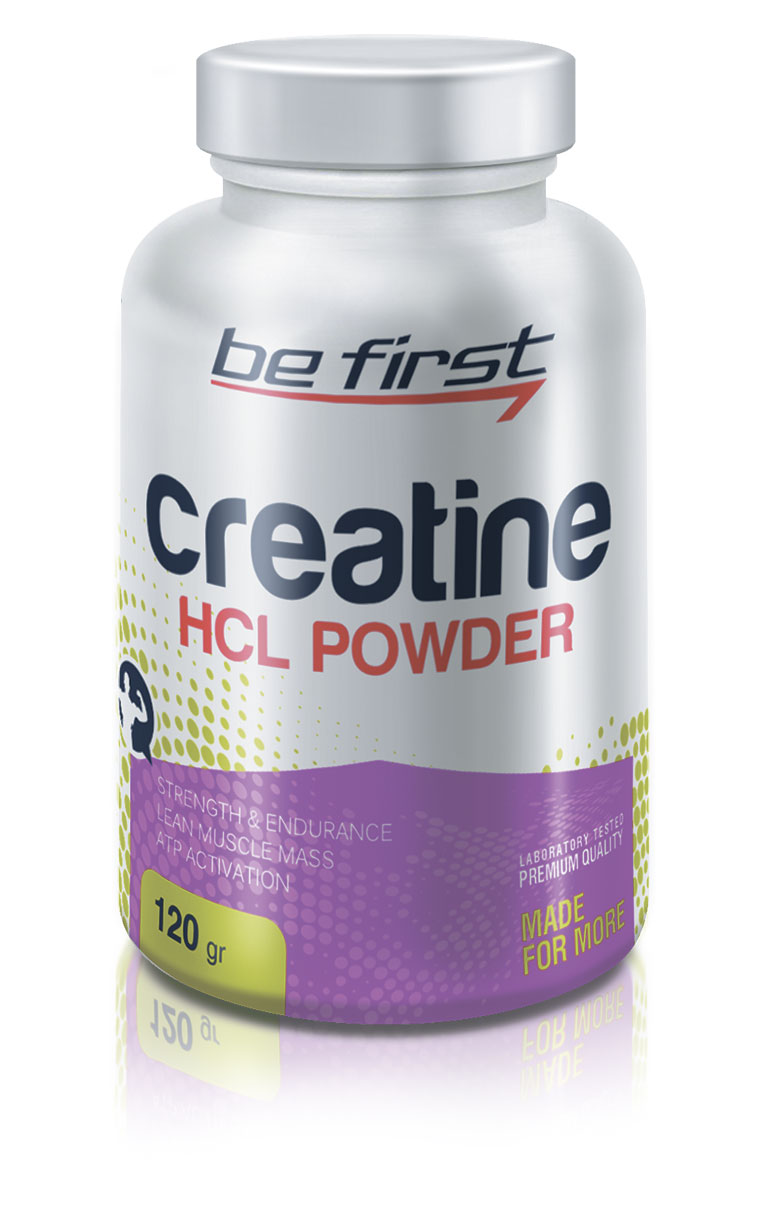 be first
Creatine
HCL POWDER
STRENGTH & ENDURANCE
LEAN MUSCLE MASS
ATP ACTIVATION
LABORATORY TESTED
PREMIUM QUALITY
MADE
FOR MORE
120 gr